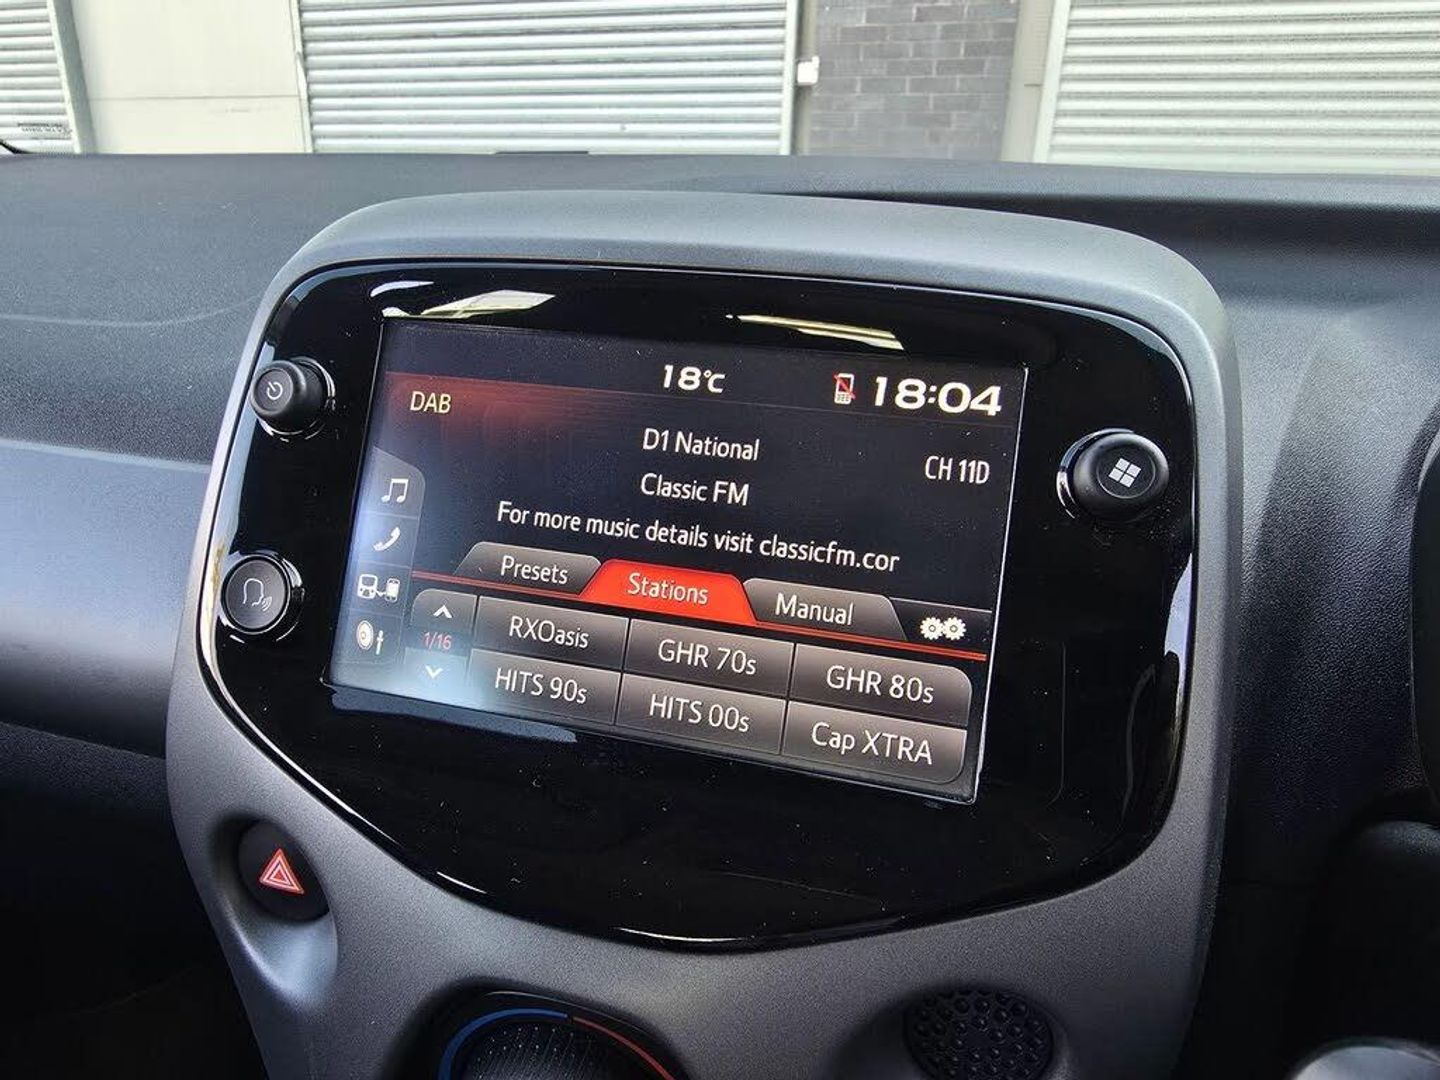 18°C
18:04
DAB
D1 National
CH 11D
Classic FM
For more music details visit classicfm.cor
Presets
Stations
Manual
1/16
RXOasis
GHR 70s
GHR 80s
HITS 90s
HITS 00s
Cap XTRA